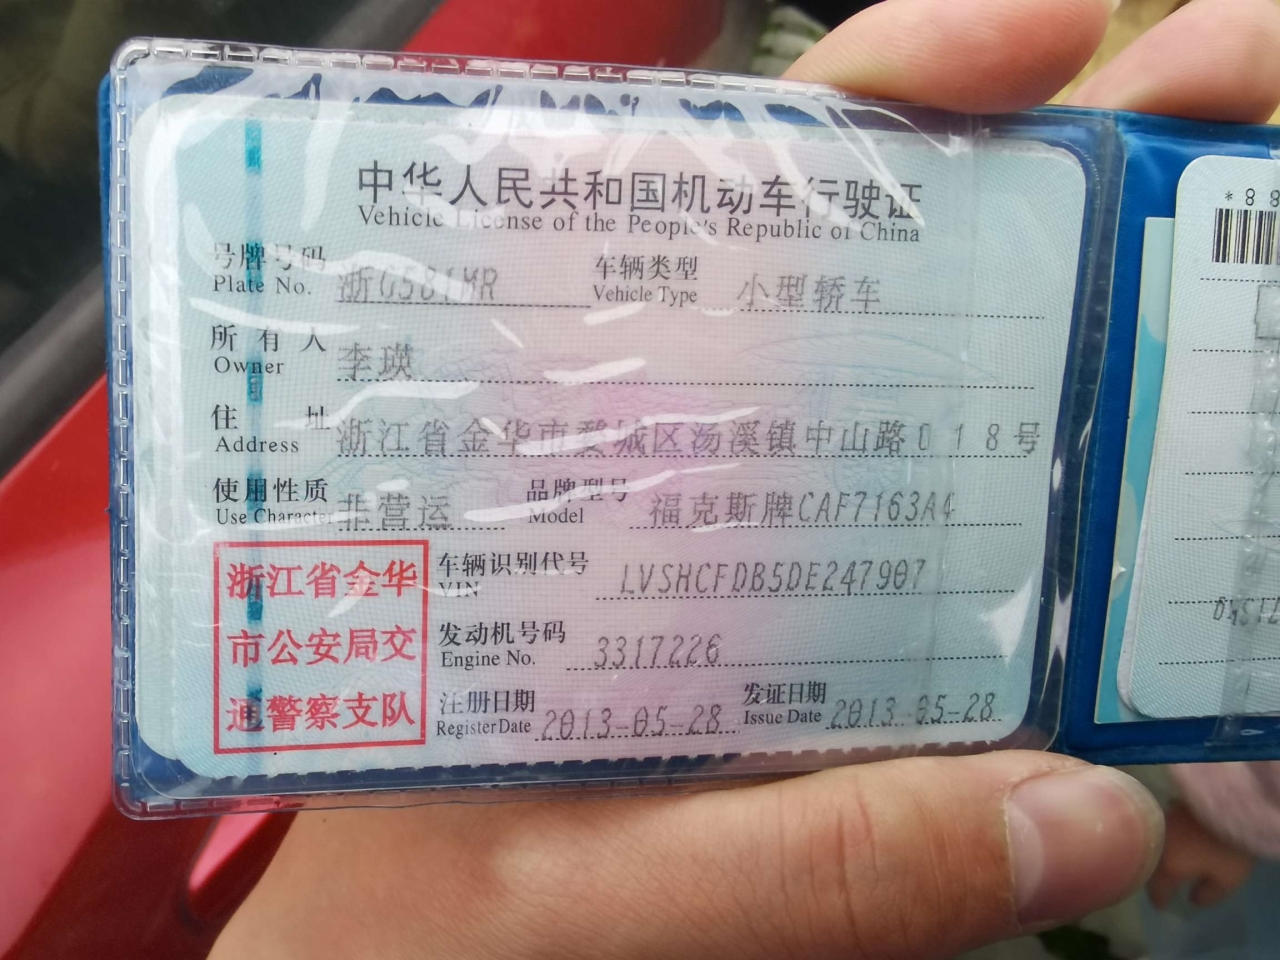 中华人民共和国机动车行驶证
Vehicle License of the People's Republic of China
号牌号码 浙G581MR 车辆类型 小型轿车
Plate No. Vehicle Type
所有人 李瑛
Owner
住址 浙江省金华市婺城区汤溪镇中山路018号
Address
使用性质 非营运 品牌型号 福克斯牌CAF7163A4
Use Character Model
浙江省金华
市公安局交
通警察支队
车辆识别代号 LVSHCFDB5DE247907
VIN
发动机号码 3317226
Engine No.
注册日期 2013-05-28 发证日期 2013-05-28
Register Date Issue Date